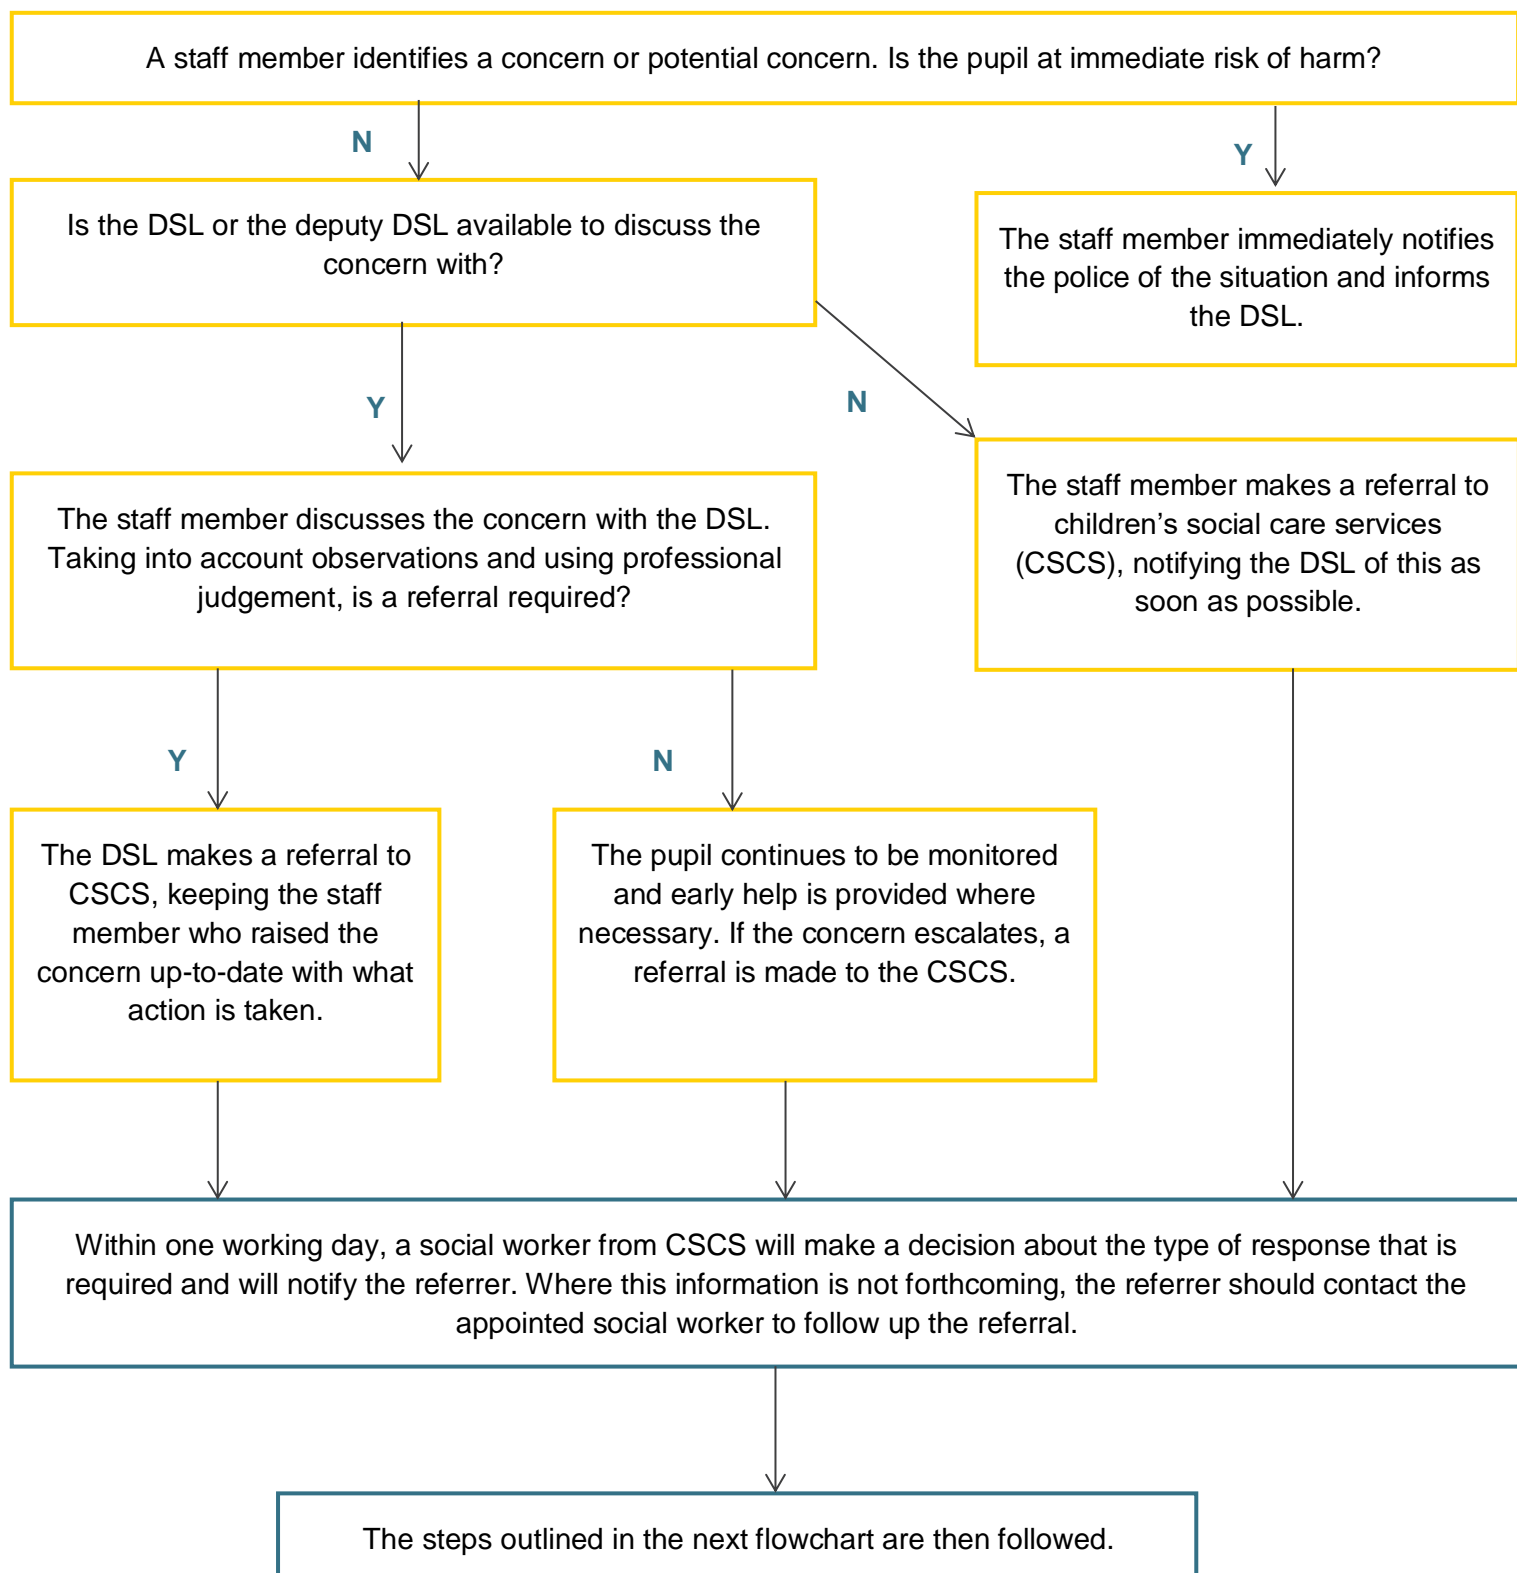 A staff member identifies a concern or potential concern. Is the pupil at immediate risk of harm?
N
Y
Is the DSL or the deputy DSL available to discuss the
concern with?
The staff member immediately notifies
the police of the situation and informs
the DSL.
Y
N
The staff member discusses the concern with the DSL.
Taking into account observations and using professional
judgement, is a referral required?
The staff member makes a referral to
children’s social care services
(CSCS), notifying the DSL of this as
soon as possible.
Y
N
The DSL makes a referral to
CSCS, keeping the staff
member who raised the
concern up-to-date with what
action is taken.
The pupil continues to be monitored
and early help is provided where
necessary. If the concern escalates, a
referral is made to the CSCS.
Within one working day, a social worker from CSCS will make a decision about the type of response that is
required and will notify the referrer. Where this information is not forthcoming, the referrer should contact the
appointed social worker to follow up the referral.
The steps outlined in the next flowchart are then followed.